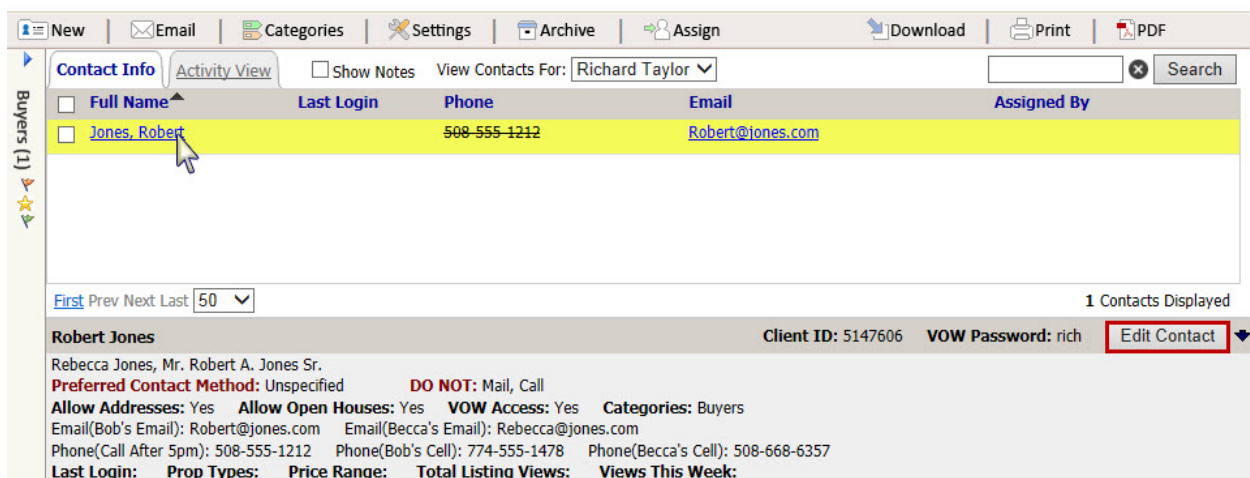 New Email Categories Settings Archive Assign Download Print PDF
Contact Info Activity View Show Notes View Contacts For: Richard Taylor Search
Buyers (1)
Full Name Last Login Phone Email Assigned By
Jones, Robert 508-555-1212 Robert@jones.com
First Prev Next Last 50 1 Contacts Displayed
Robert Jones Client ID: 5147606 VOW Password: rich Edit Contact
Rebecca Jones, Mr. Robert A. Jones Sr.
Preferred Contact Method: Unspecified DO NOT: Mail, Call
Allow Addresses: Yes Allow Open Houses: Yes VOW Access: Yes Categories: Buyers
Email(Bob's Email): Robert@jones.com Email(Becca's Email): Rebecca@jones.com
Phone(Call After 5pm): 508-555-1212 Phone(Bob's Cell): 774-555-1478 Phone(Becca's Cell): 508-668-6357
Last Login: Prop Types: Price Range: Total Listing Views: Views This Week: